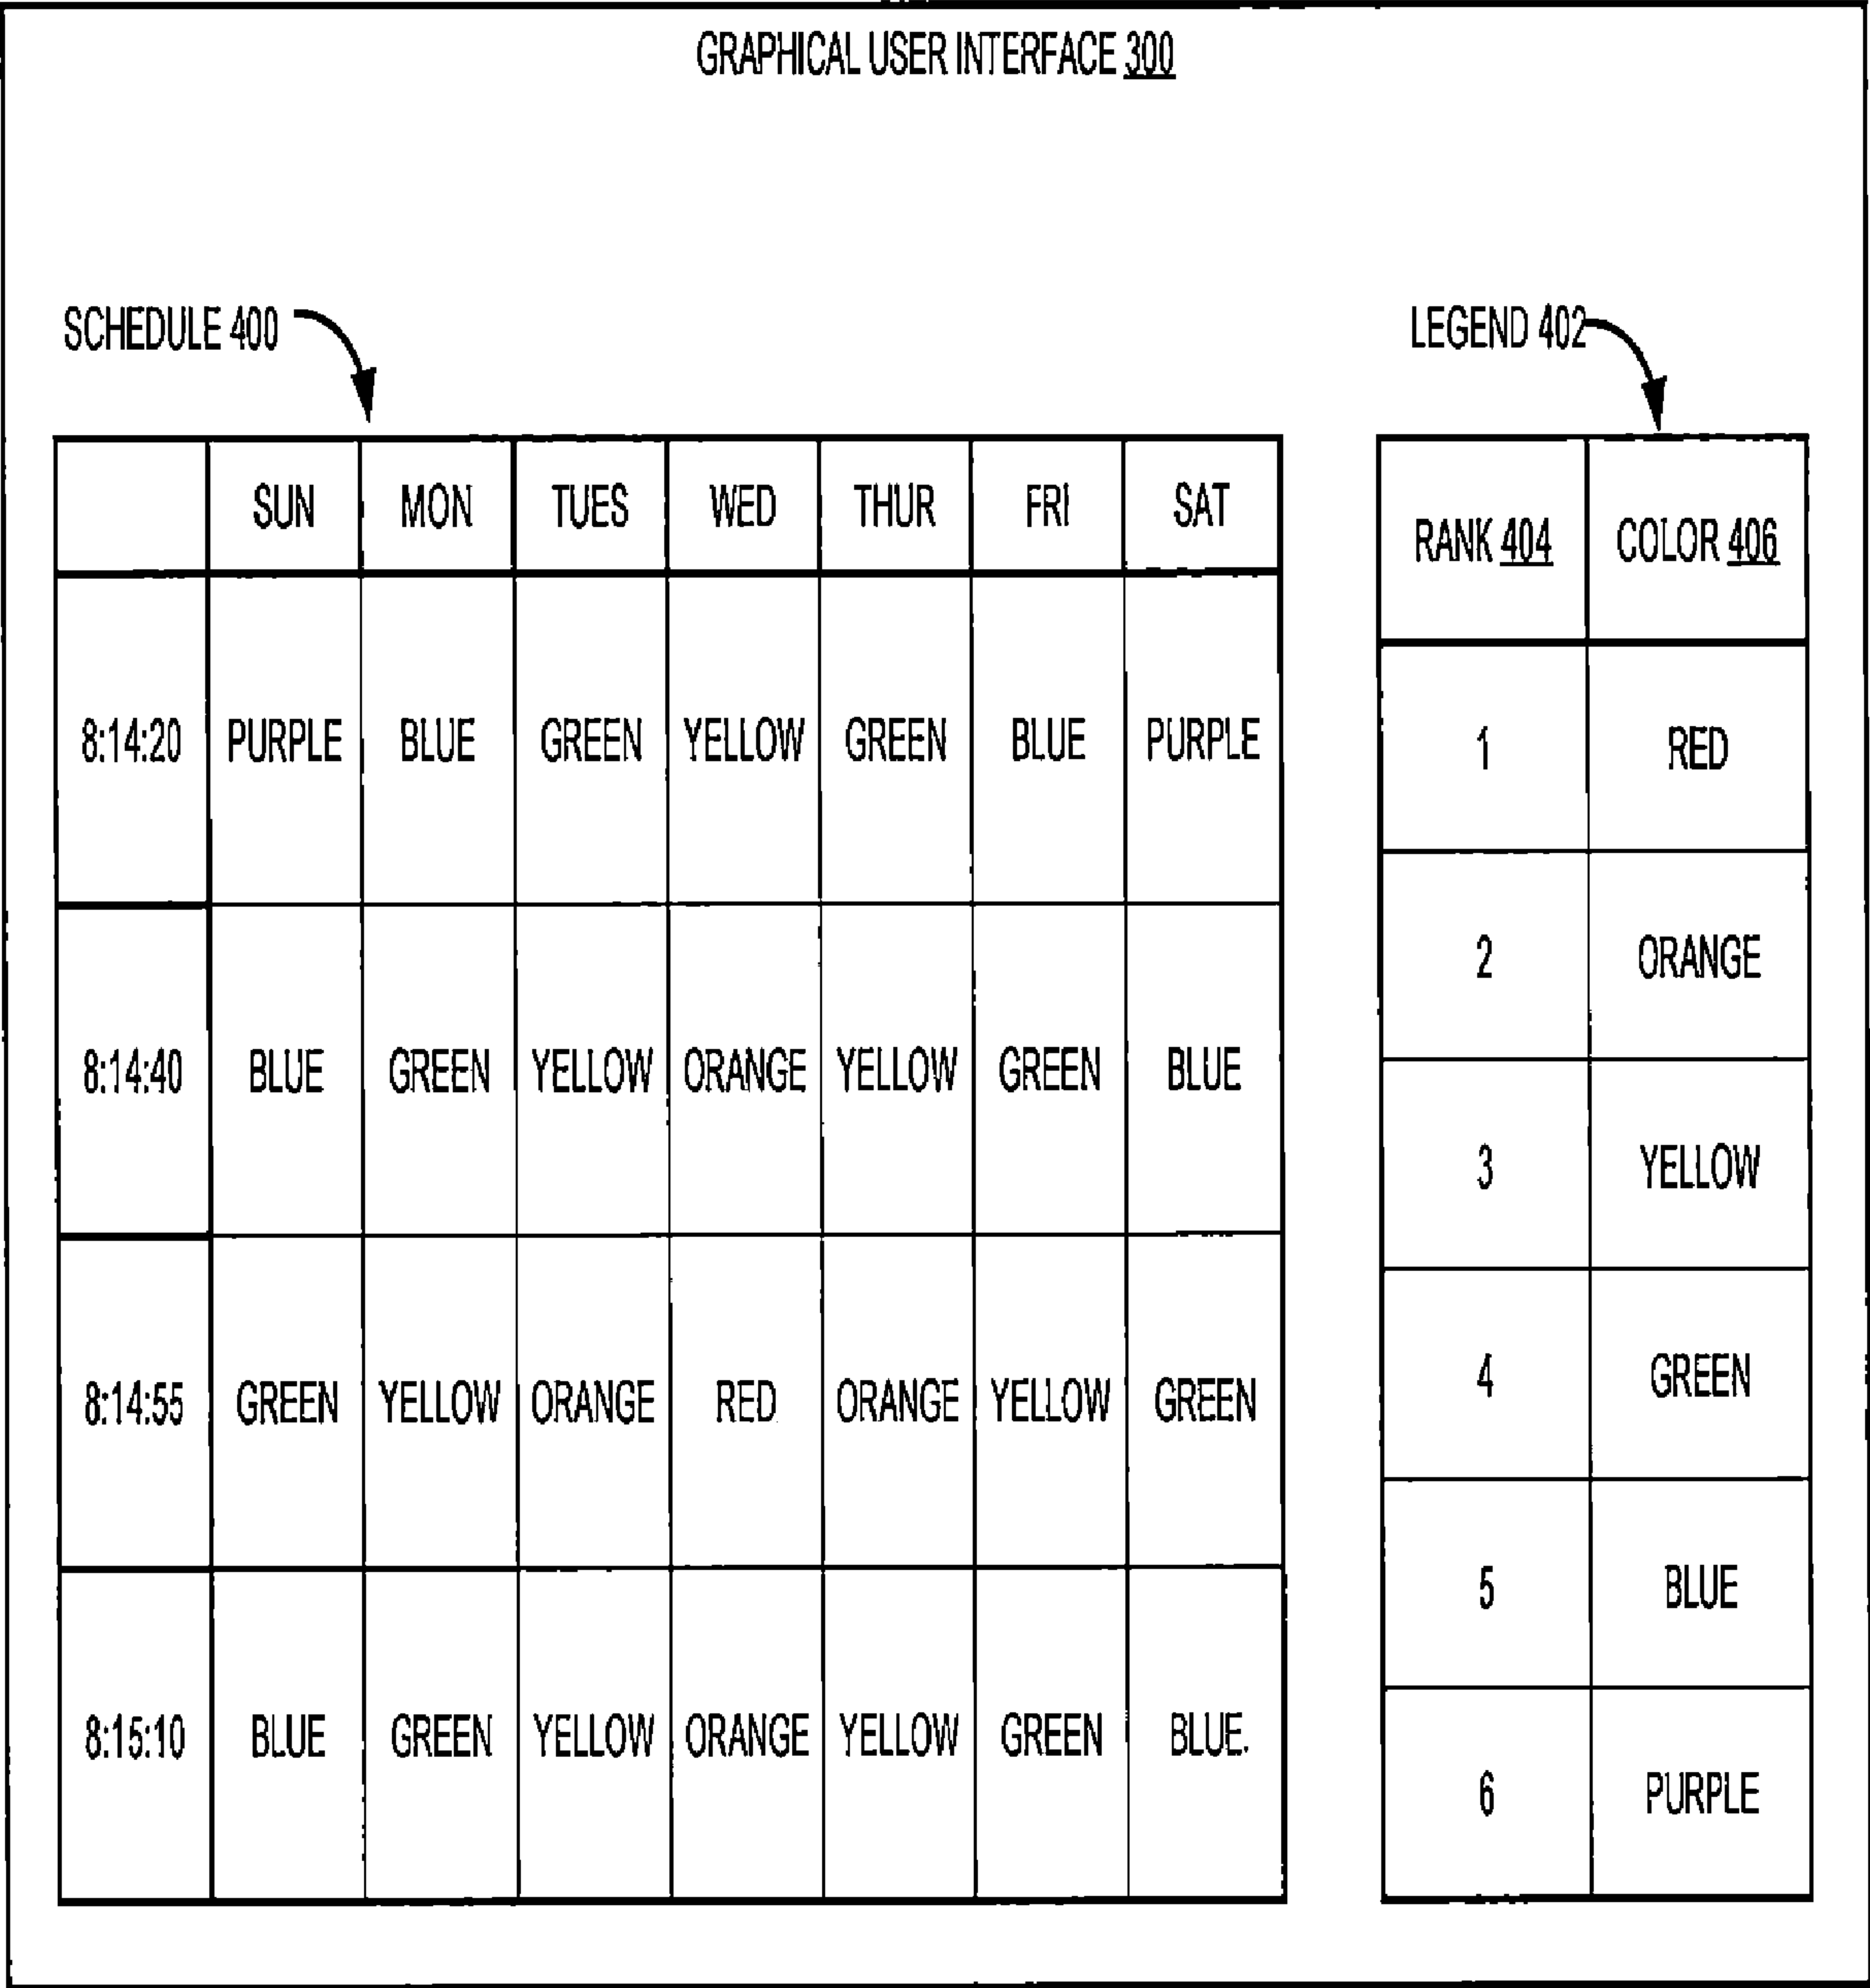 GRAPHICAL USER INTERFACE 300
SCHEDULE 400
SUN MON TUES WED THUR FRI SAT
8:14:20 PURPLE BLUE GREEN YELLOW GREEN BLUE PURPLE
8:14:40 BLUE GREEN YELLOW ORANGE YELLOW GREEN BLUE
8:14:55 GREEN YELLOW ORANGE RED ORANGE YELLOW GREEN
8:15:10 BLUE GREEN YELLOW ORANGE YELLOW GREEN BLUE.
LEGEND 402
RANK 404 COLOR 406
1 RED
2 ORANGE
3 YELLOW
4 GREEN
5 BLUE
6 PURPLE